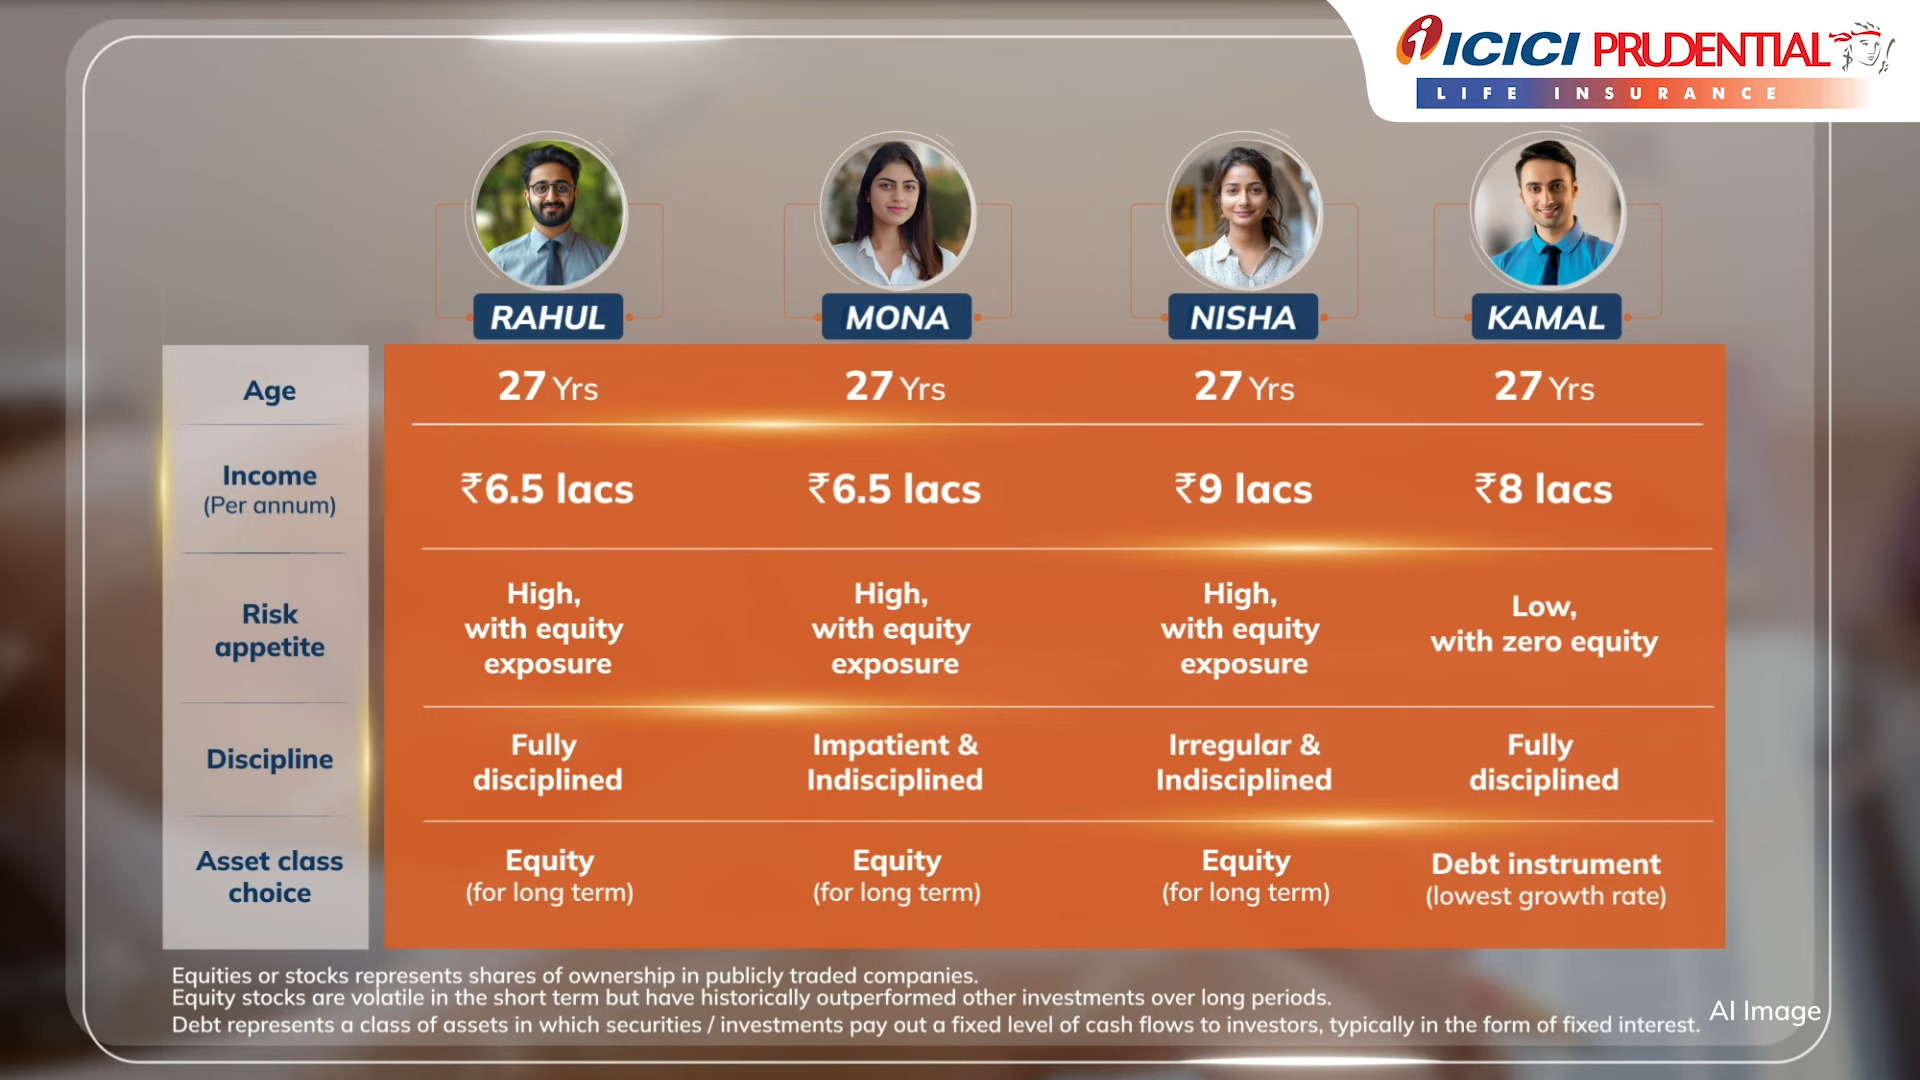 ICICI PRUDENTIAL
LIFE INSURANCE
RAHUL MONA NISHA KAMAL
Age 27 Yrs 27 Yrs 27 Yrs 27 Yrs
Income
(Per annum)
₹6.5 lacs ₹6.5 lacs ₹9 lacs ₹8 lacs
Risk
appetite
High,
with equity
exposure
High,
with equity
exposure
High,
with equity
exposure
Low,
with zero equity
Discipline
Fully
disciplined
Impatient &
Indisciplined
Irregular &
Indisciplined
Fully
disciplined
Asset class
choice
Equity
(for long term)
Equity
(for long term)
Equity
(for long term)
Debt instrument
(lowest growth rate)
Equities or stocks represents shares of ownership in publicly traded companies.
Equity stocks are volatile in the short term but have historically outperformed other investments over long periods.
Debt represents a class of assets in which securities / investments pay out a fixed level of cash flows to investors, typically in the form of fixed interest.
AI Image